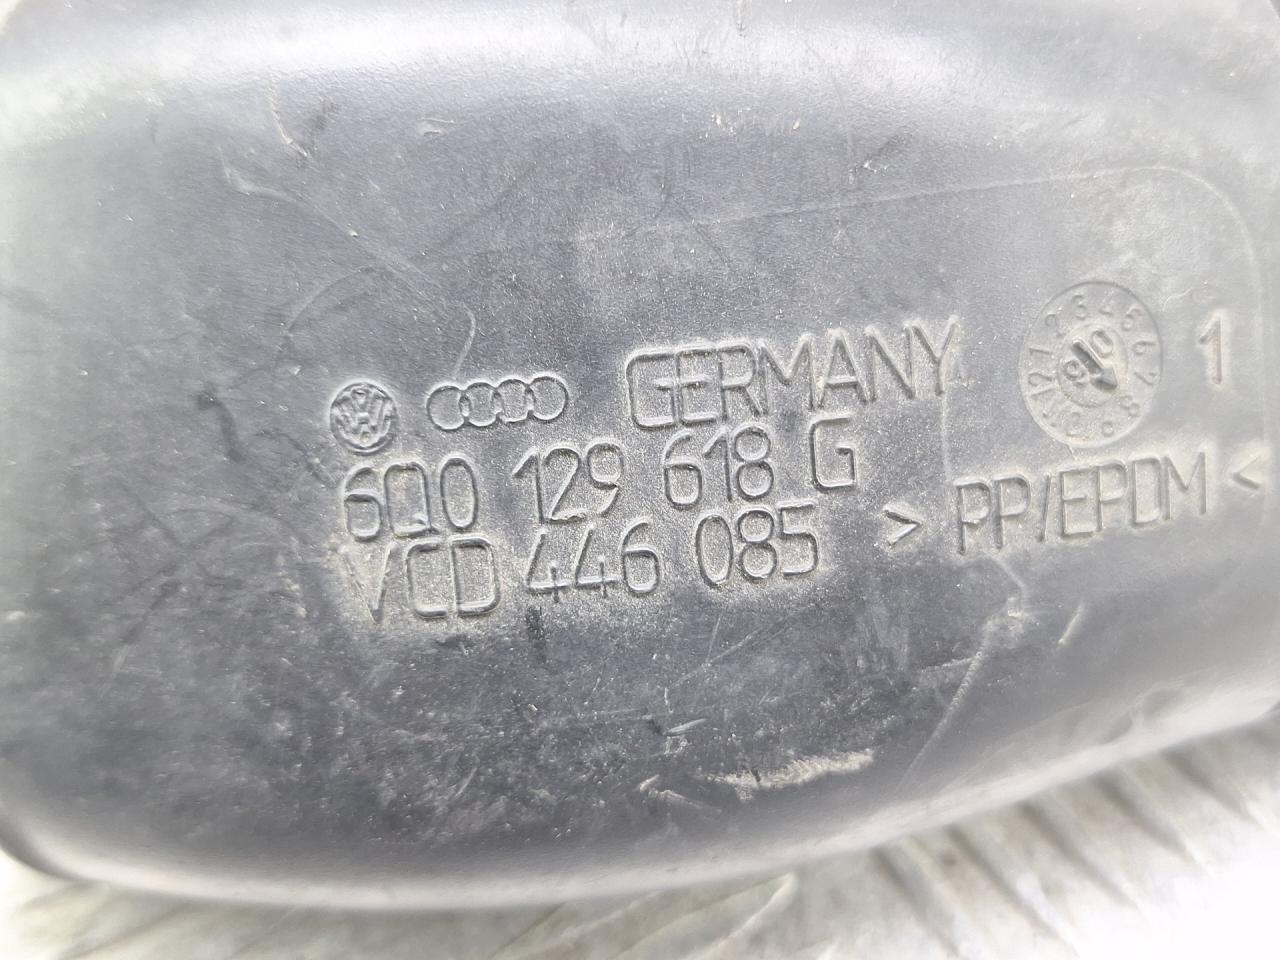 GERMANY
6Q0 129 618 G
VCD 446 085
> PP/EPDM <
1